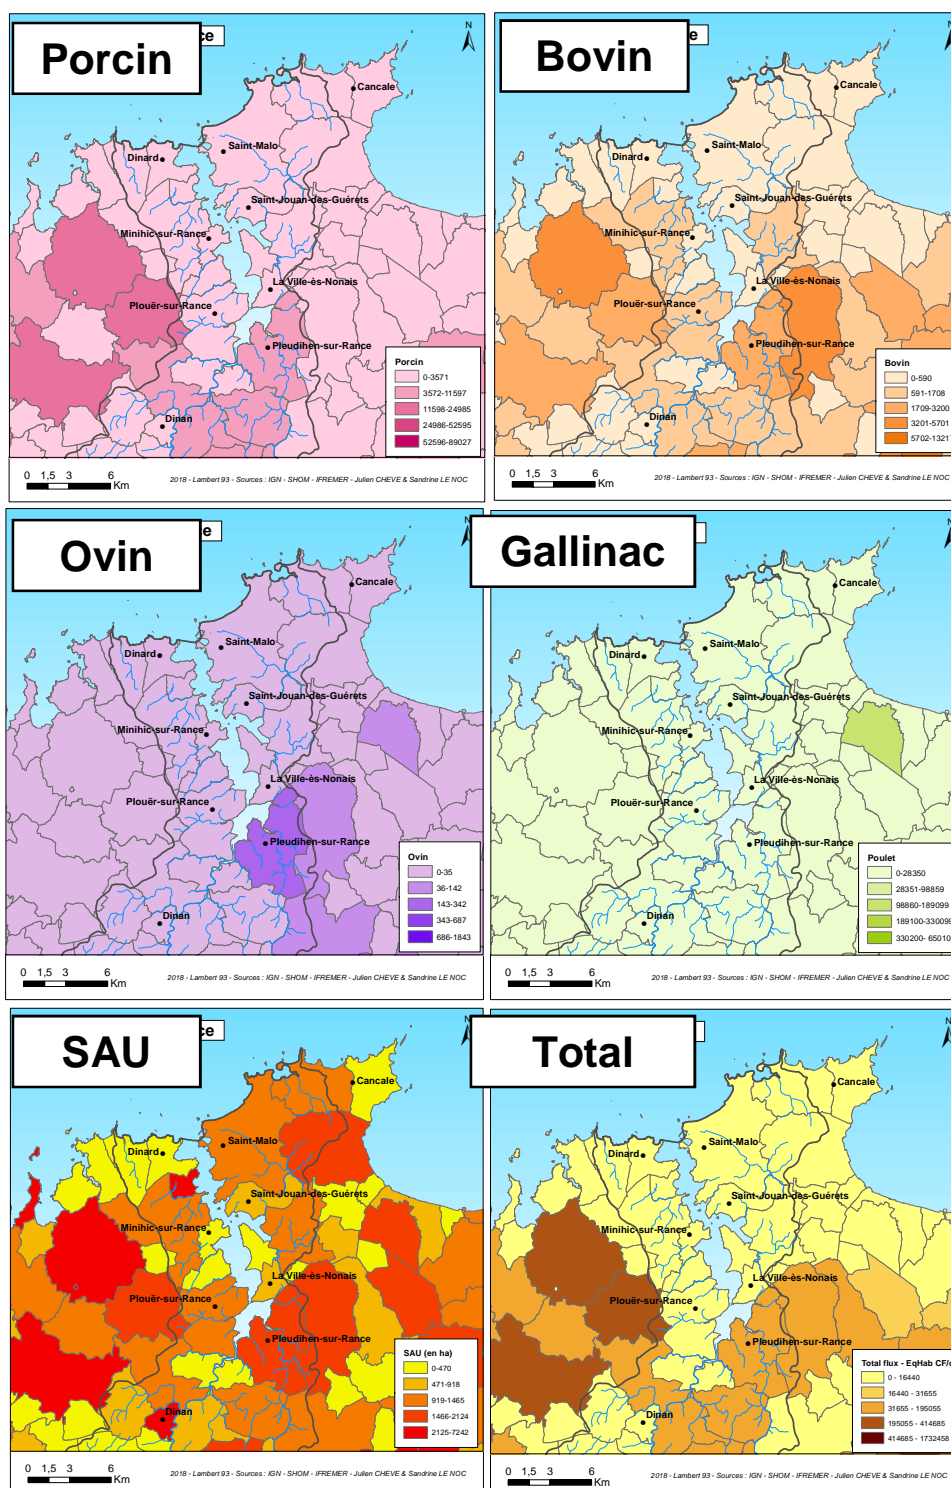 Porcin
ce
N
Cancale
Saint-Malo
Dinard
Saint-Jouan-des-Guérets
Minihic-sur-Rance
La Ville-ès-Nonais
Plouër-sur-Rance
Pleudihen-sur-Rance
Dinan
Porcin
0-3571
3572-11597
11598-24985
24986-52595
52596-89027
0 1,5 3 6
Km
2018 - Lambert 93 - Sources : IGN - SHOM - IFREMER - Julien CHEVE & Sandrine LE NOC
Bovin
e
N
Cancale
Saint-Malo
Dinard
Saint-Jouan-des-Guérets
Minihic-sur-Rance
La Ville-ès-Nonais
Plouër-sur-Rance
Pleudihen-sur-Rance
Dinan
Bovin
0-590
591-1708
1709-3200
3201-5701
5702-1321
0 1,5 3 6
Km
2018 - Lambert 93 - Sources : IGN - SHOM - IFREMER - Julien CHEVE & Sandrine LE NOC
Ovin
e
N
Cancale
Saint-Malo
Dinard
Saint-Jouan-des-Guérets
Minihic-sur-Rance
La Ville-ès-Nonais
Plouër-sur-Rance
Pleudihen-sur-Rance
Dinan
Ovin
0-35
36-142
143-342
343-687
686-1843
0 1,5 3 6
Km
2018 - Lambert 93 - Sources : IGN - SHOM - IFREMER - Julien CHEVE & Sandrine LE NOC
Gallinac
N
Cancale
Saint-Malo
Dinard
Saint-Jouan-des-Guérets
Minihic-sur-Rance
La Ville-ès-Nonais
Plouër-sur-Rance
Pleudihen-sur-Rance
Dinan
Poulet
0-28350
28351-98859
98860-189099
189100-330099
330200- 65010
0 1,5 3 6
Km
2018 - Lambert 93 - Sources : IGN - SHOM - IFREMER - Julien CHEVE & Sandrine LE NOC
SAU
ce
N
Cancale
Saint-Malo
Dinard
Saint-Jouan-des-Guérets
Minihic-sur-Rance
La Ville-ès-Nonais
Plouër-sur-Rance
Pleudihen-sur-Rance
Dinan
SAU (en ha)
0-470
471-918
919-1465
1466-2124
2125-7242
0 1,5 3 6
Km
2018 - Lambert 93 - Sources : IGN - SHOM - IFREMER - Julien CHEVE & Sandrine LE NOC
Total
N
Cancale
Saint-Malo
Dinard
Saint-Jouan-des-Guérets
Minihic-sur-Rance
La Ville-ès-Nonais
Plouër-sur-Rance
Pleudihen-sur-Rance
Dinan
Total flux - EqHab CF/
0 - 16440
16440 - 31655
31655 - 195055
195055 - 414685
414685 - 1732458
0 1,5 3 6
Km
2018 - Lambert 93 - Sources : IGN - SHOM - IFREMER - Julien CHEVE & Sandrine LE NOC